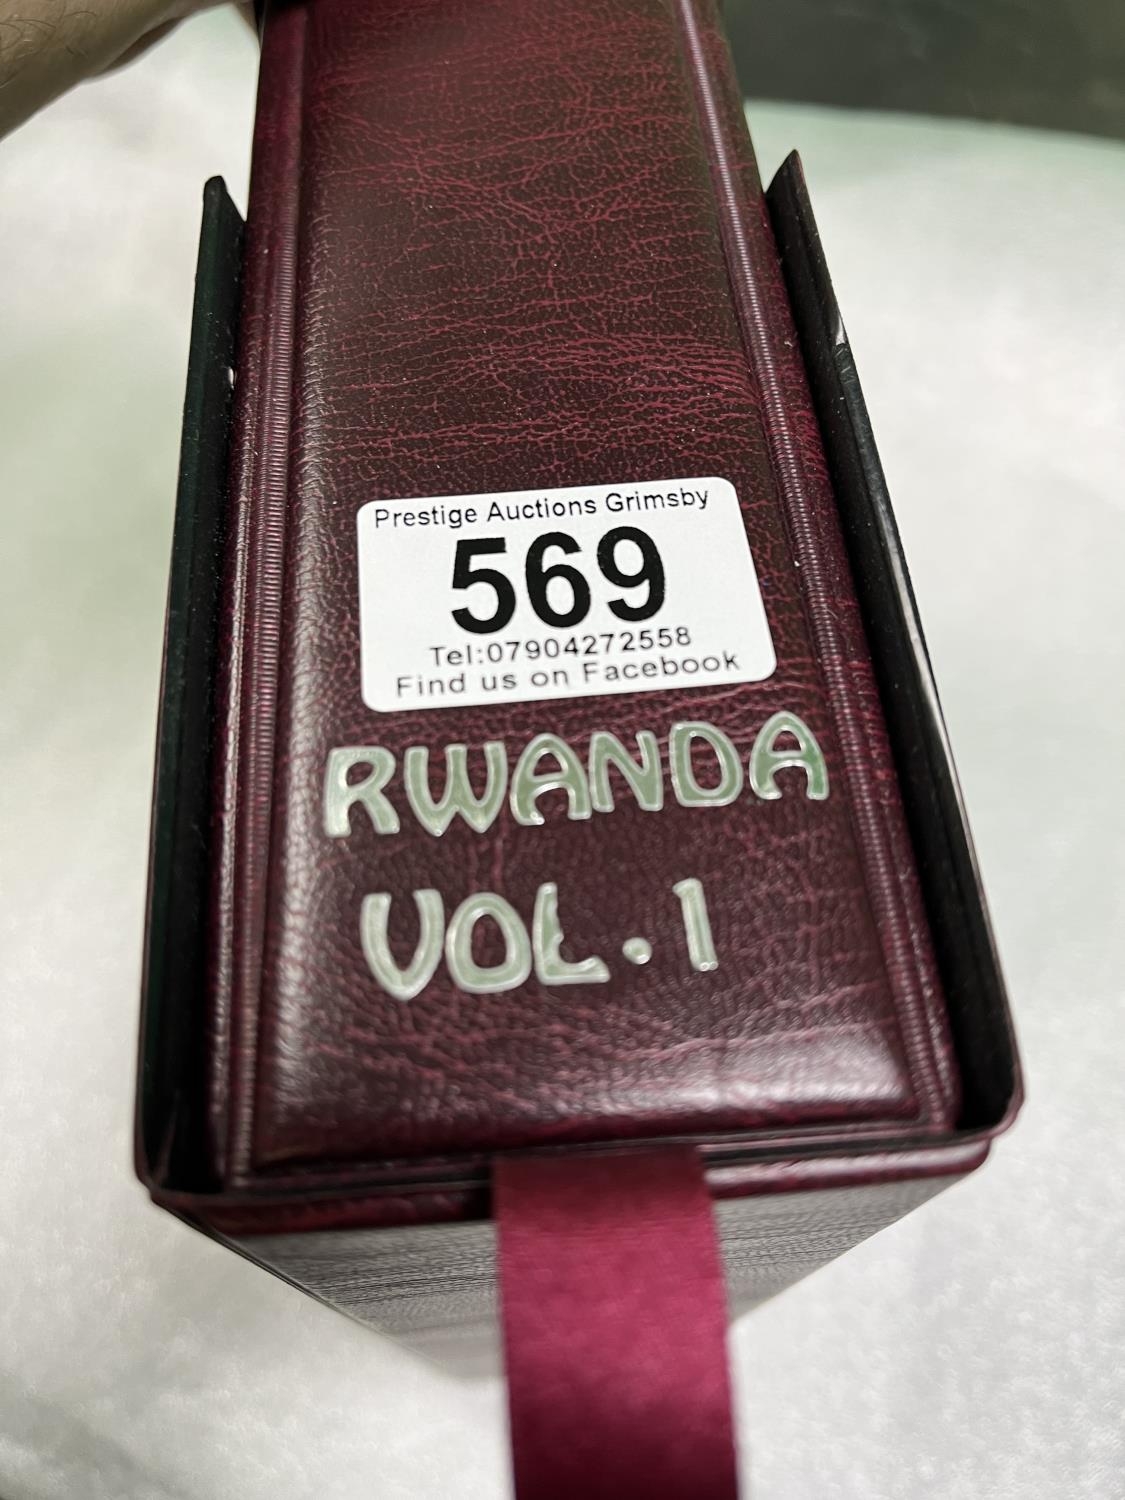 Prestige Auctions Grimsby
569
Tel:07904272558
Find us on Facebook
RWANDA
VOL.1